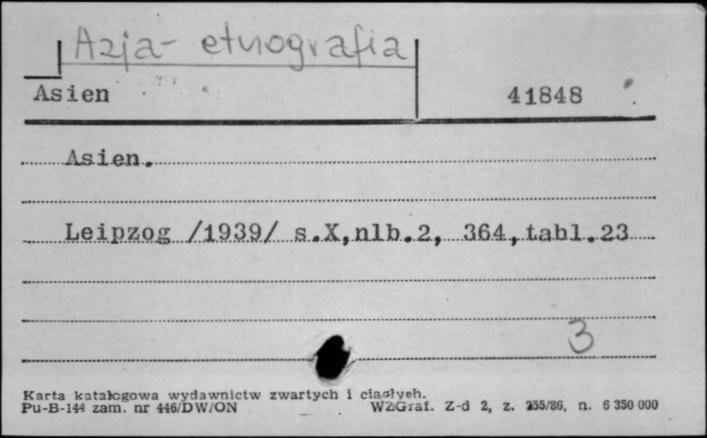 Azja - etnografia
Asien 41848
Asien.
Leipzog /1939/ s.X,nlb.2, 364,tabl.23
3
Karta katalogowa wydawnictw zwartych i ciągłych.
Pu-B-144 zam. nr 446/DW/ON WZGraf. Z-d 2, z. 255/86, n. 6 350 000